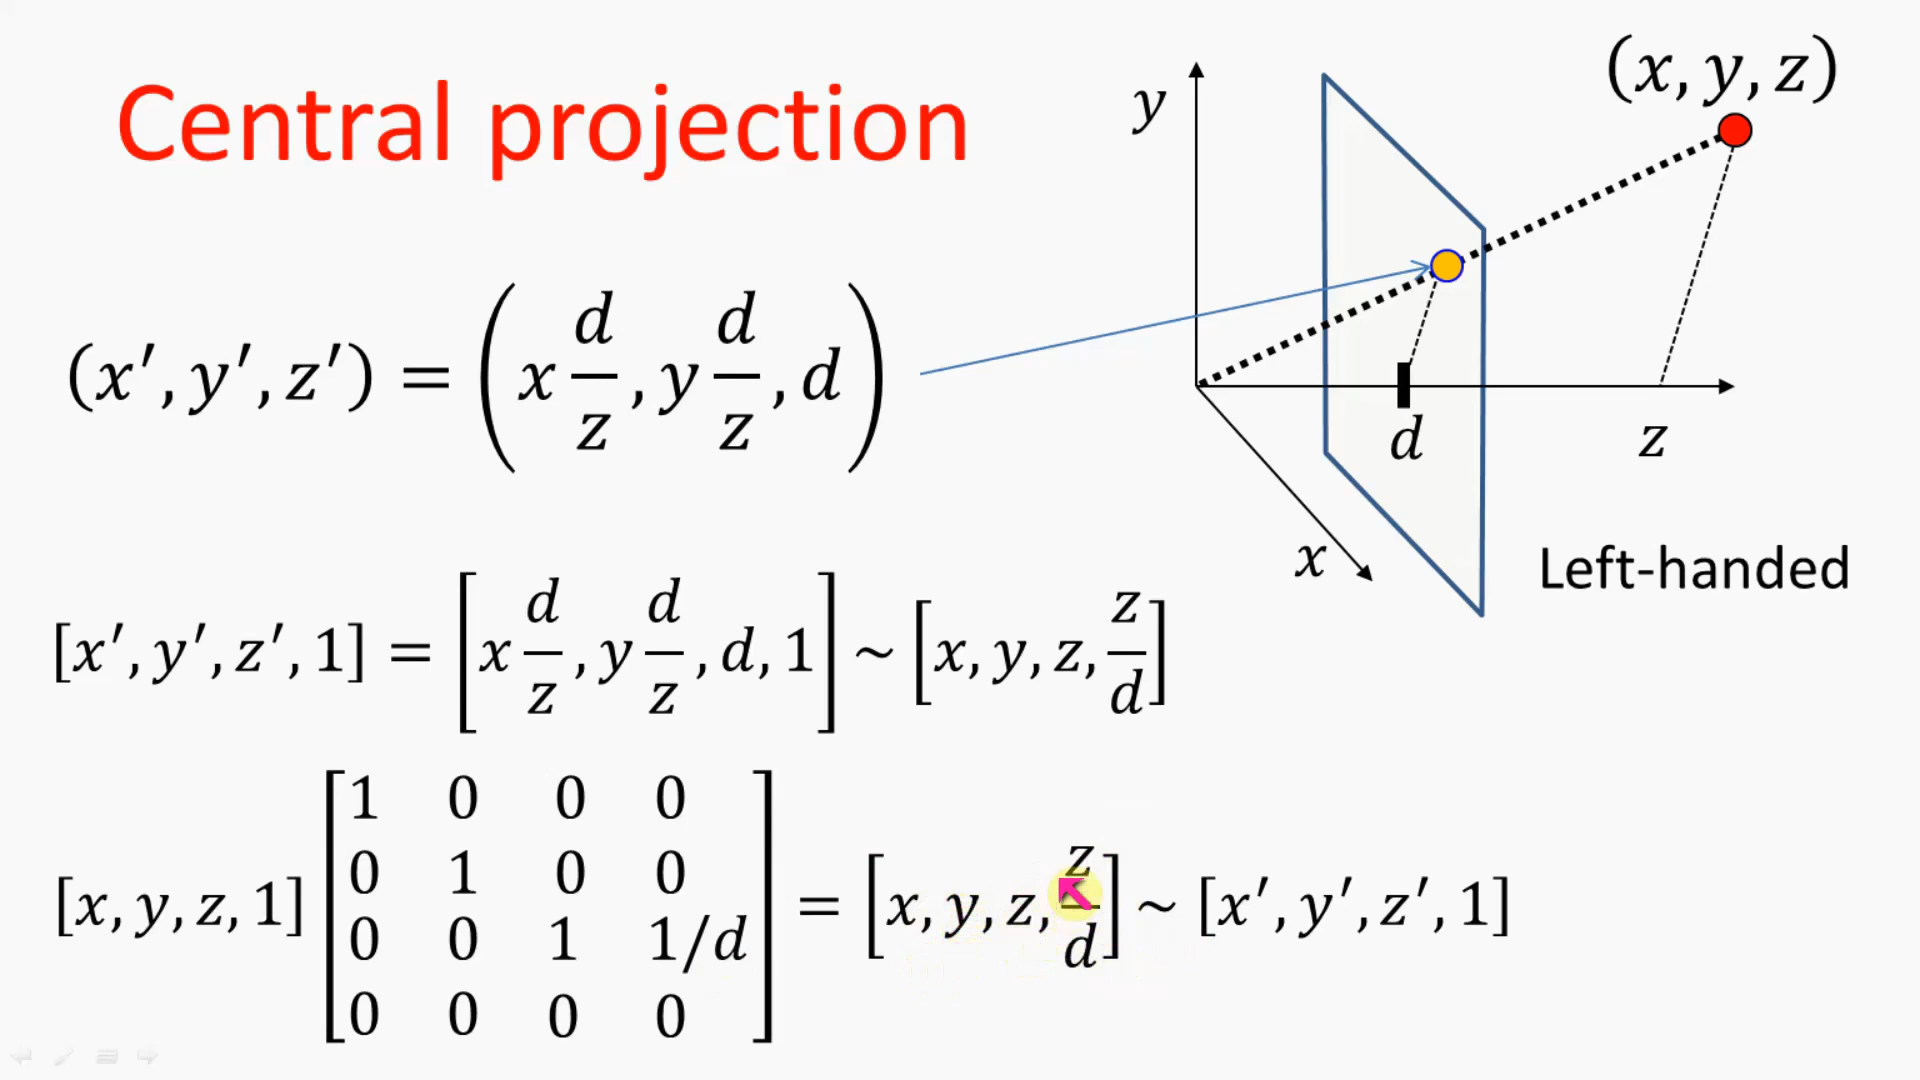 Central projection
(x, y, z)
y
(x′, y′, z′) = (x d/z, y d/z, d)
d
z
x
Left-handed
[x′, y′, z′, 1] = [x d/z, y d/z, d, 1] ~ [x, y, z, z/d]
[x, y, z, 1] [1 0 0 0
0 1 0 0
0 0 1 1/d
0 0 0 0] = [x, y, z, z/d] ~ [x′, y′, z′, 1]